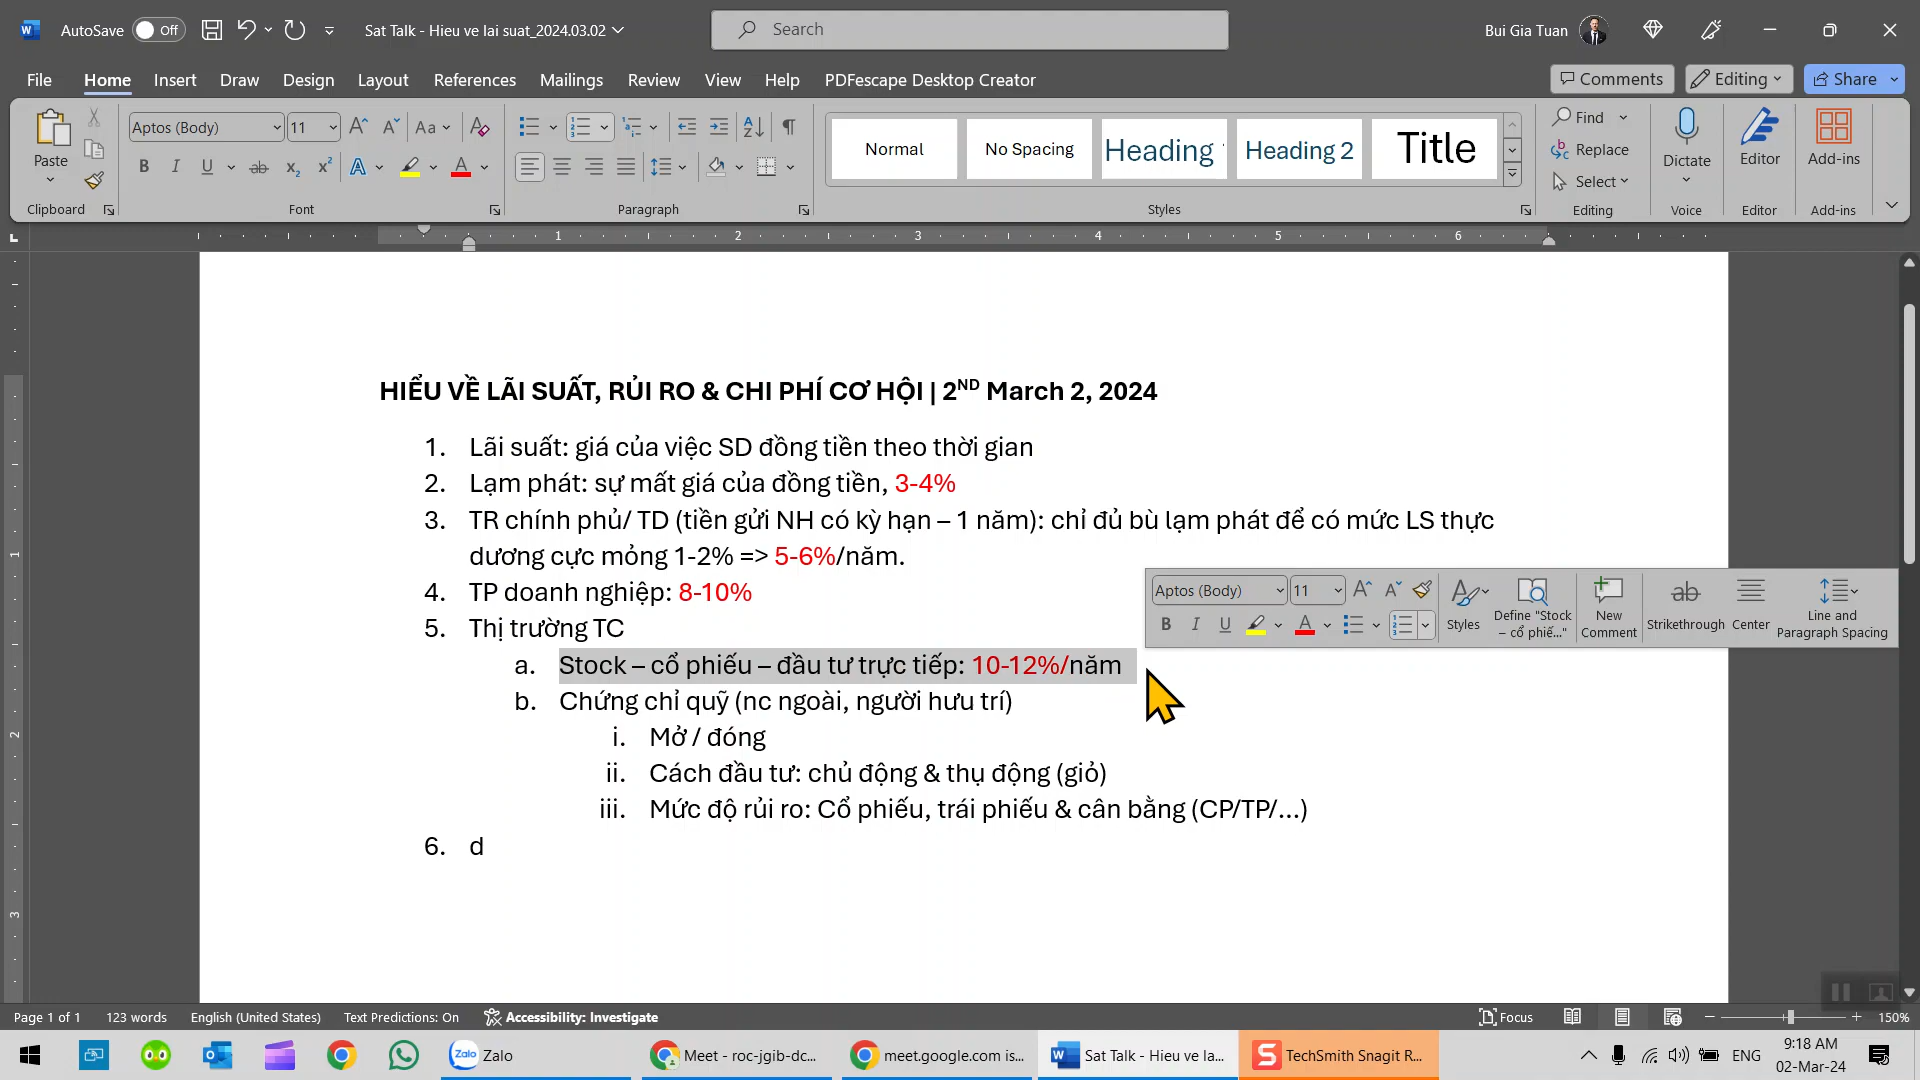 AutoSave Off Sat Talk - Hieu ve lai suat_2024.03.02 Search Bui Gia Tuan
File Home Insert Draw Design Layout References Mailings Review View Help PDFescape Desktop Creator Comments Editing Share
Paste Aptos (Body) 11 Aa Normal No Spacing Heading Heading 2 Title Find Replace Select Dictate Editor Add-ins
Clipboard Font Paragraph Styles Editing Voice Editor Add-ins
1 2 3 4 5 6
HIỂU VỀ LÃI SUẤT, RỦI RO & CHI PHÍ CƠ HỘI | 2ND March 2, 2024
1. Lãi suất: giá của việc SD đồng tiền theo thời gian
2. Lạm phát: sự mất giá của đồng tiền, 3-4%
3. TR chính phủ/ TD (tiền gửi NH có kỳ hạn – 1 năm): chỉ đủ bù lạm phát để có mức LS thực
dương cực mỏng 1-2% => 5-6%/năm.
4. TP doanh nghiệp: 8-10%
5. Thị trường TC
a. Stock – cổ phiếu – đầu tư trực tiếp: 10-12%/năm
b. Chứng chỉ quỹ (nc ngoài, người hưu trí)
i. Mở / đóng
ii. Cách đầu tư: chủ động & thụ động (giỏ)
iii. Mức độ rủi ro: Cổ phiếu, trái phiếu & cân bằng (CP/TP/...)
6. d
Aptos (Body) 11 Styles Define "Stock – cổ phiế..." New Comment Strikethrough Center Line and Paragraph Spacing
1 2 3
Page 1 of 1 123 words English (United States) Text Predictions: On Accessibility: Investigate Focus 150%
Zalo Zalo Meet - roc-jgib-dc... meet.google.com is... Sat Talk - Hieu ve la... TechSmith Snagit R... ENG 9:18 AM
02-Mar-24